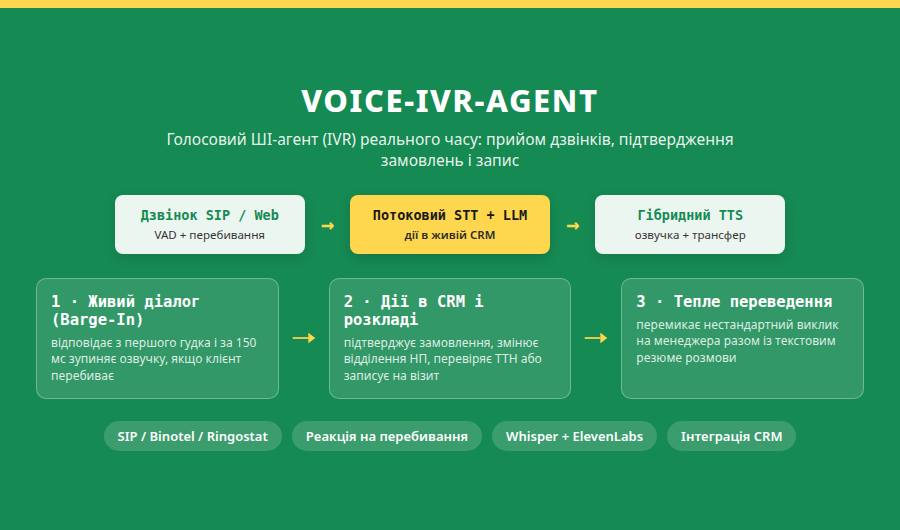 VOICE-IVR-AGENT
Голосовий ШІ-агент (IVR) реального часу: прийом дзвінків, підтвердження
замовлень і запис
Дзвінок SIP / Web
VAD + перебивання
→
Потоковий STT + LLM
дії в живій CRM
→
Гібридний TTS
озвучка + трансфер
1 · Живий діалог
(Barge-In)
відповідає з першого гудка і за 150
мс зупиняє озвучку, якщо клієнт
перебиває
2 · Дії в CRM і
розкладі
підтверджує замовлення, змінює
відділення НП, перевіряє ТТН або
записує на візит
3 · Тепле переведення
перемикає нестандартний виклик
на менеджера разом із текстовим
резюме розмови
SIP / Binotel / Ringostat
Реакція на перебивання
Whisper + ElevenLabs
Інтеграція CRM